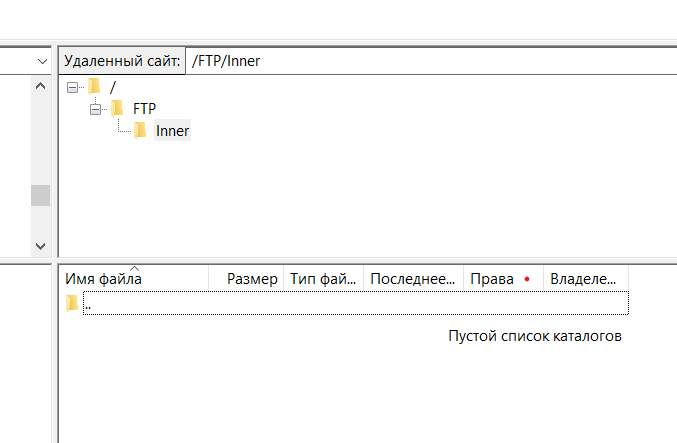 Удаленный сайт: /FTP/Inner
/
FTP
Inner
Имя файла Размер Тип фай... Последнее... Права Владеле...
..
Пустой список каталогов